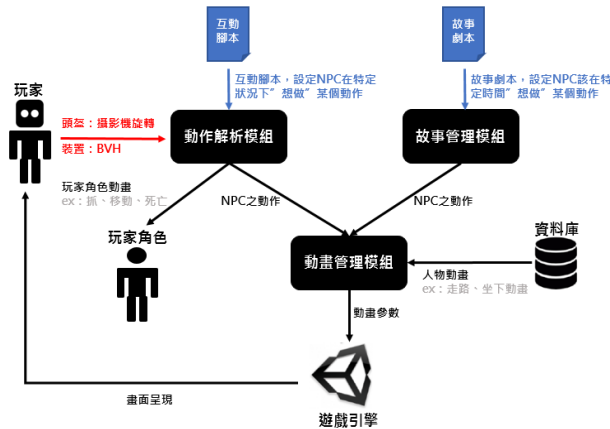 互動
腳本
故事
劇本
互動腳本，設定NPC在特定
狀況下”想做”某個動作
故事劇本，設定NPC該在特
定時間”想做”某個動作
玩家
頭盔：攝影機旋轉
裝置：BVH
動作解析模組
故事管理模組
玩家角色動畫
ex：抓、移動、死亡
NPC之動作
NPC之動作
玩家角色
資料庫
動畫管理模組
人物動畫
ex：走路、坐下動畫
動畫參數
畫面呈現
遊戲引擎